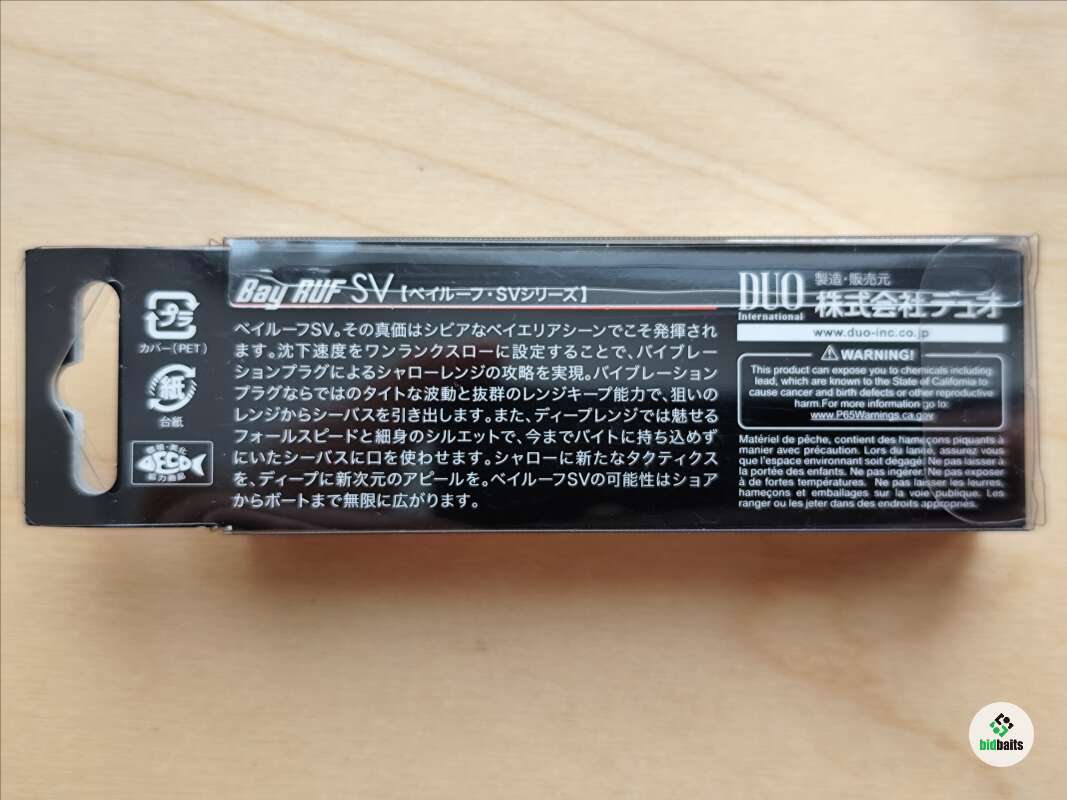 プラ
カバー(PET)
紙
台紙
ECO
Bay RUF SV【ベイルーフ・SVシリーズ】
ベイルーフSV。その真価はシビアなベイエリアシーンでこそ発揮され
ます。沈下速度をワンランクスローに設定することで、バイブレー
ションプラグによるシャローレンジの攻略を実現。バイブレーション
プラグならではのタイトな波動と抜群のレンジキープ能力で、狙いの
レンジからシーバスを引き出します。また、ディープレンジでは魅せる
フォールスピードと細身のシルエットで、今までバイトに持ち込めず
にいたシーバスに口を使わせます。シャローに新たなタクティクス
を、ディープに新次元のアピールを。ベイルーフSVの可能性はショア
からボートまで無限に広がります。
DUO
International
製造・販売元
株式会社デュオ
www.duo-inc.co.jp
WARNING!
This product can expose you to chemicals including
lead, which are known to the State of California to
cause cancer and birth defects or other reproductive
harm.For more information go to:
www.P65Warnings.ca.gov
Matériel de pêche, contient des hameçons piquants à
manier avec précaution. Lors du lancé, assurez vous
que l'espace environnant soit dégagé. Ne pas laisser à
la portée des enfants. Ne pas ingérer. Ne pas exposer
à de fortes températures. Ne pas laisser les leurres,
hameçons et emballages sur la voie publique. Les
ranger ou les jeter dans des endroits appropriés.
bidbaits